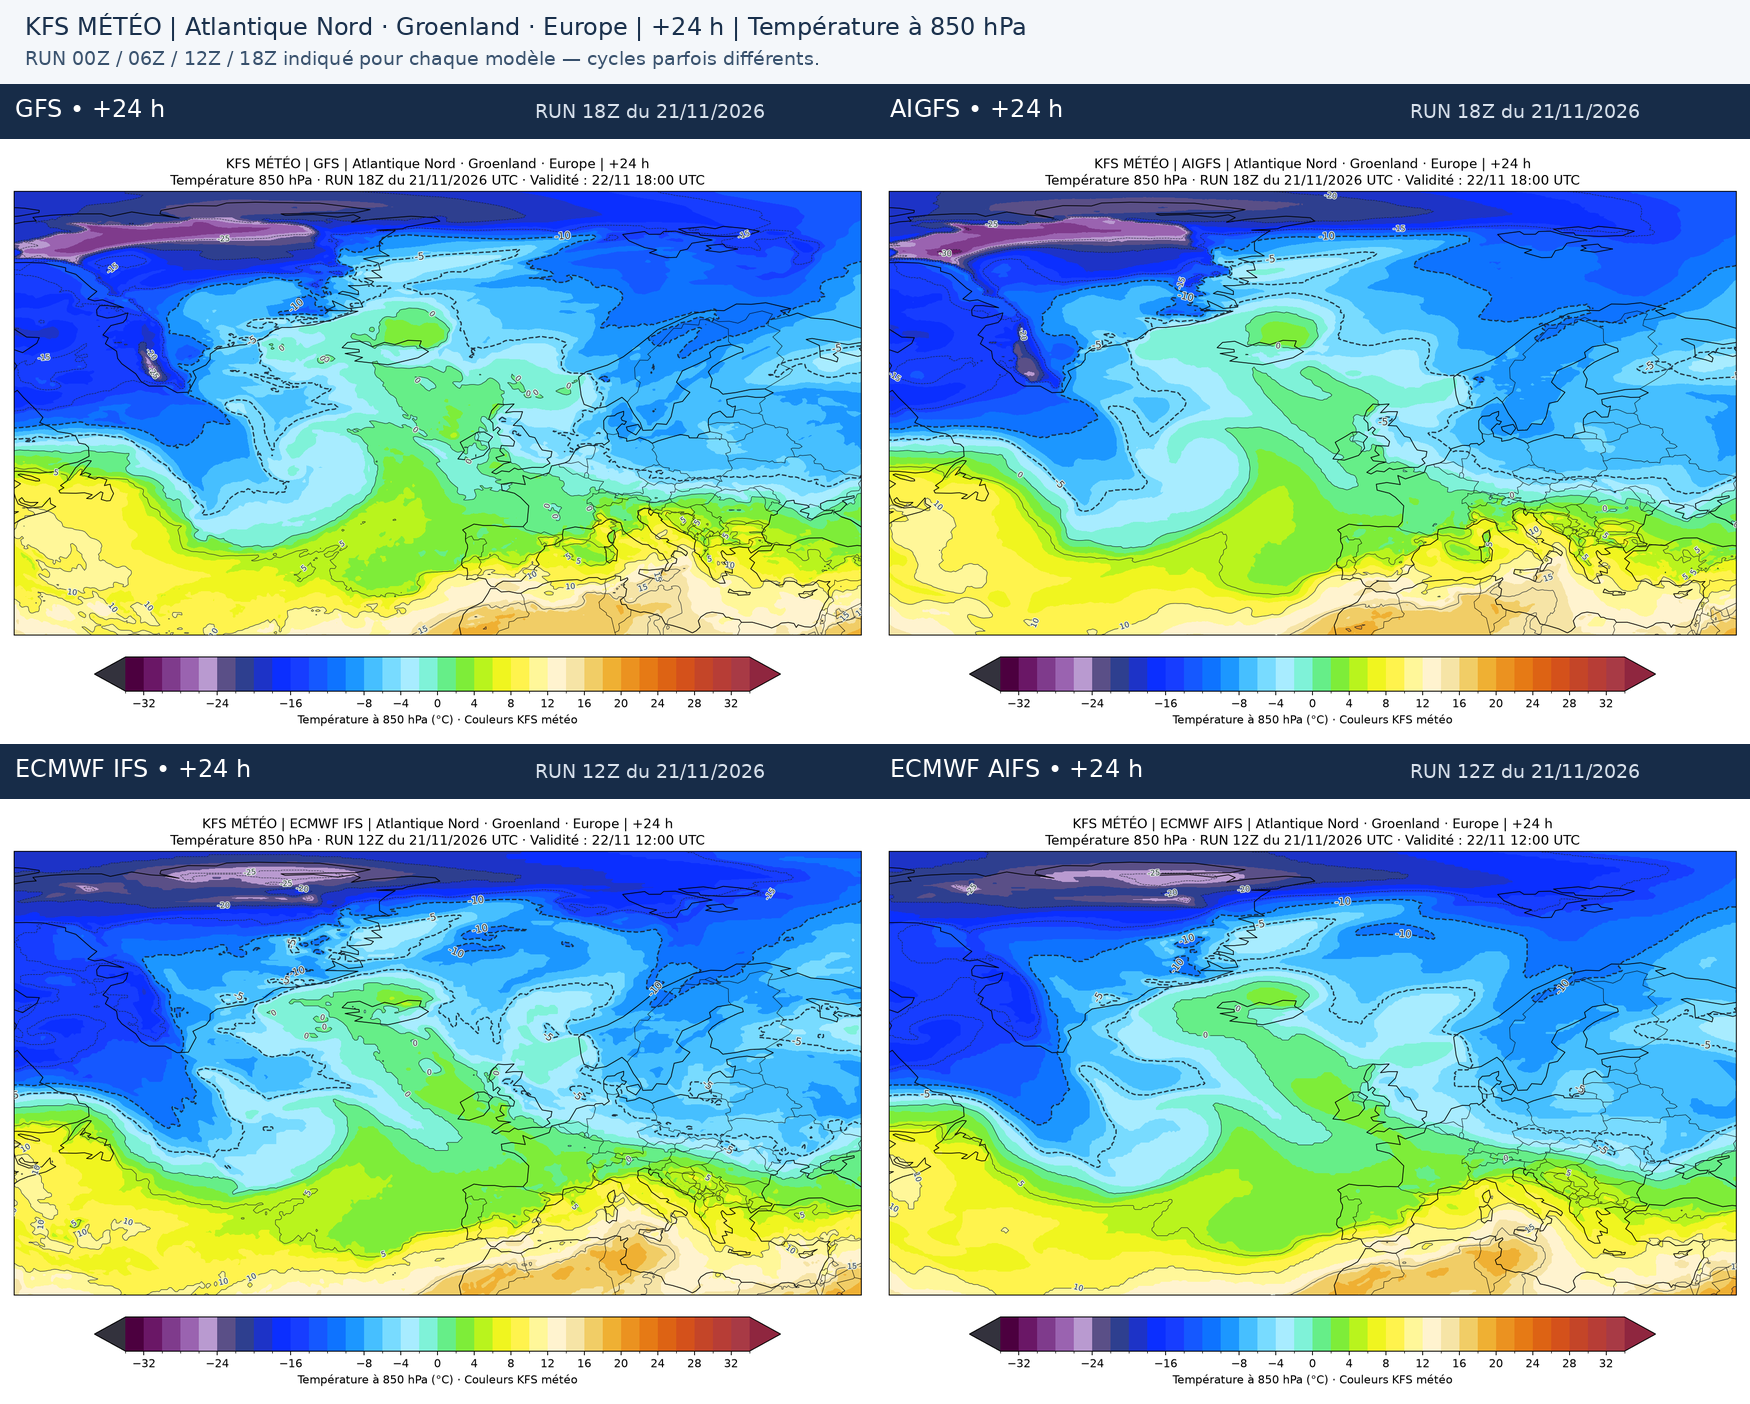 KFS MÉTÉO | Atlantique Nord · Groenland · Europe | +24 h | Température à 850 hPa
RUN 00Z / 06Z / 12Z / 18Z indiqué pour chaque modèle — cycles parfois différents.
GFS • +24 h
RUN 18Z du 21/11/2026
AIGFS • +24 h
RUN 18Z du 21/11/2026
KFS MÉTÉO | GFS | Atlantique Nord · Groenland · Europe | +24 h
Température 850 hPa · RUN 18Z du 21/11/2026 UTC · Validité : 22/11 18:00 UTC
KFS MÉTÉO | AIGFS | Atlantique Nord · Groenland · Europe | +24 h
Température 850 hPa · RUN 18Z du 21/11/2026 UTC · Validité : 22/11 18:00 UTC
−32 −24 −16 −8 −4 0 4 8 12 16 20 24 28 32
Température à 850 hPa (°C) · Couleurs KFS météo
−32 −24 −16 −8 −4 0 4 8 12 16 20 24 28 32
Température à 850 hPa (°C) · Couleurs KFS météo
ECMWF IFS • +24 h
RUN 12Z du 21/11/2026
ECMWF AIFS • +24 h
RUN 12Z du 21/11/2026
KFS MÉTÉO | ECMWF IFS | Atlantique Nord · Groenland · Europe | +24 h
Température 850 hPa · RUN 12Z du 21/11/2026 UTC · Validité : 22/11 12:00 UTC
KFS MÉTÉO | ECMWF AIFS | Atlantique Nord · Groenland · Europe | +24 h
Température 850 hPa · RUN 12Z du 21/11/2026 UTC · Validité : 22/11 12:00 UTC
−32 −24 −16 −8 −4 0 4 8 12 16 20 24 28 32
Température à 850 hPa (°C) · Couleurs KFS météo
−32 −24 −16 −8 −4 0 4 8 12 16 20 24 28 32
Température à 850 hPa (°C) · Couleurs KFS météo